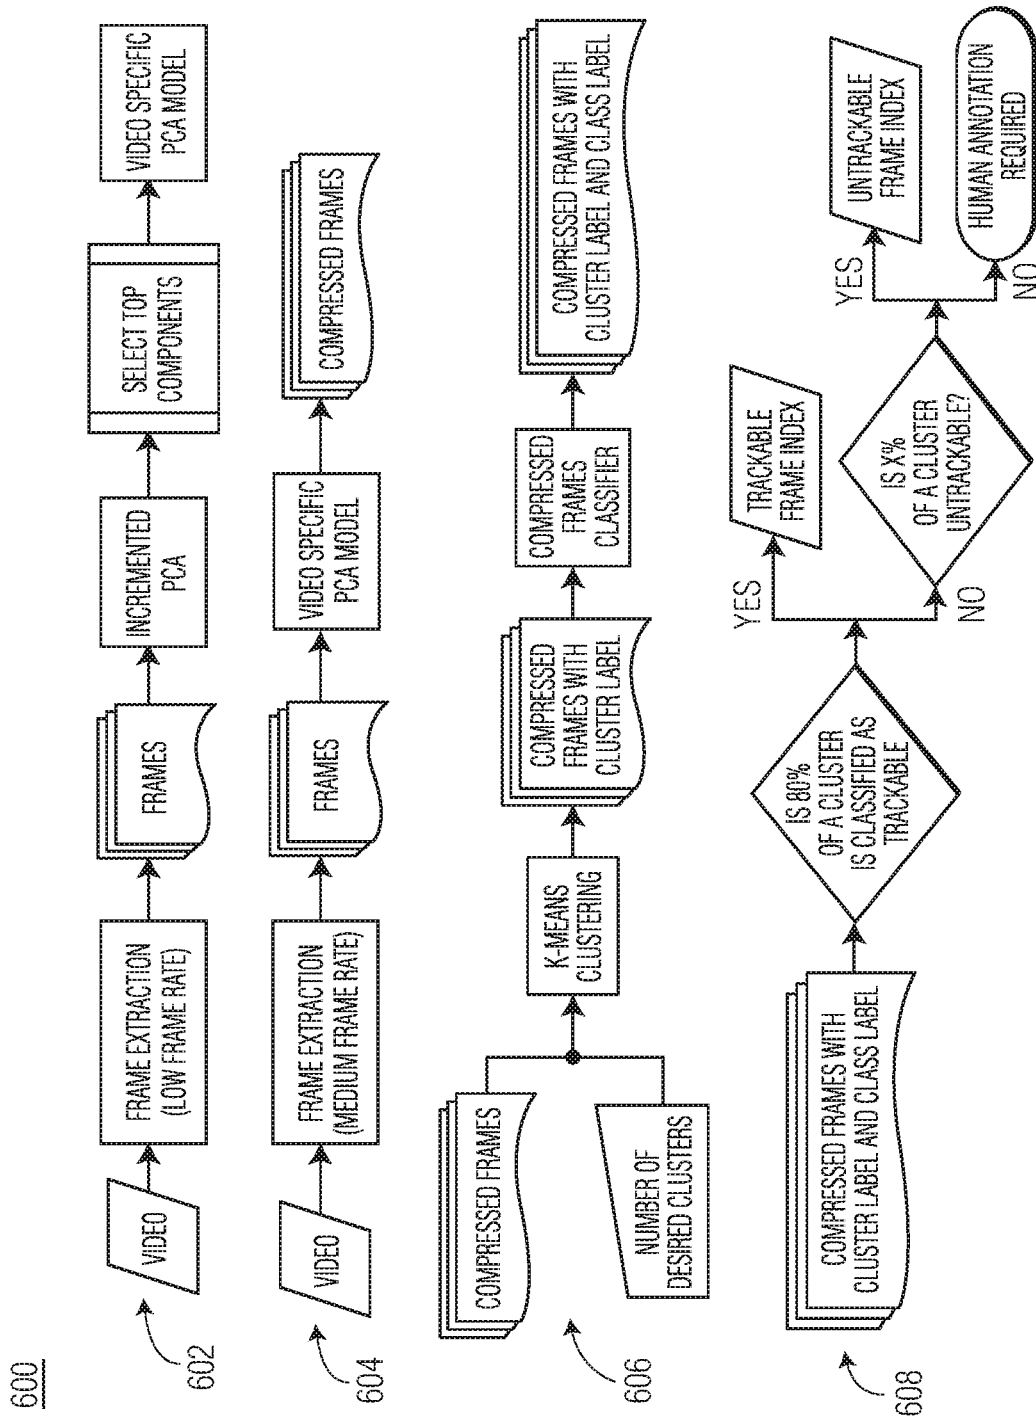 600
602
VIDEO
FRAME EXTRACTION
(LOW FRAME RATE)
FRAMES
INCREMENTED
PCA
SELECT TOP
COMPONENTS
VIDEO SPECIFIC
PCA MODEL
604
VIDEO
FRAME EXTRACTION
(MEDIUM FRAME RATE)
FRAMES
VIDEO SPECIFIC
PCA MODEL
COMPRESSED FRAMES
606
COMPRESSED FRAMES
NUMBER OF
DESIRED CLUSTERS
K-MEANS
CLUSTERING
COMPRESSED
FRAMES WITH
CLUSTER LABEL
COMPRESSED
FRAMES
CLASSIFIER
COMPRESSED FRAMES WITH
CLUSTER LABEL AND CLASS LABEL
608
COMPRESSED FRAMES WITH
CLUSTER LABEL AND CLASS LABEL
IS 80%
OF A CLUSTER
IS CLASSIFIED AS
TRACKABLE
YES
TRACKABLE
FRAME INDEX
NO
IS X%
OF A CLUSTER
UNTRACKABLE?
YES
UNTRACKABLE
FRAME INDEX
NO
HUMAN ANNOTATION
REQUIRED